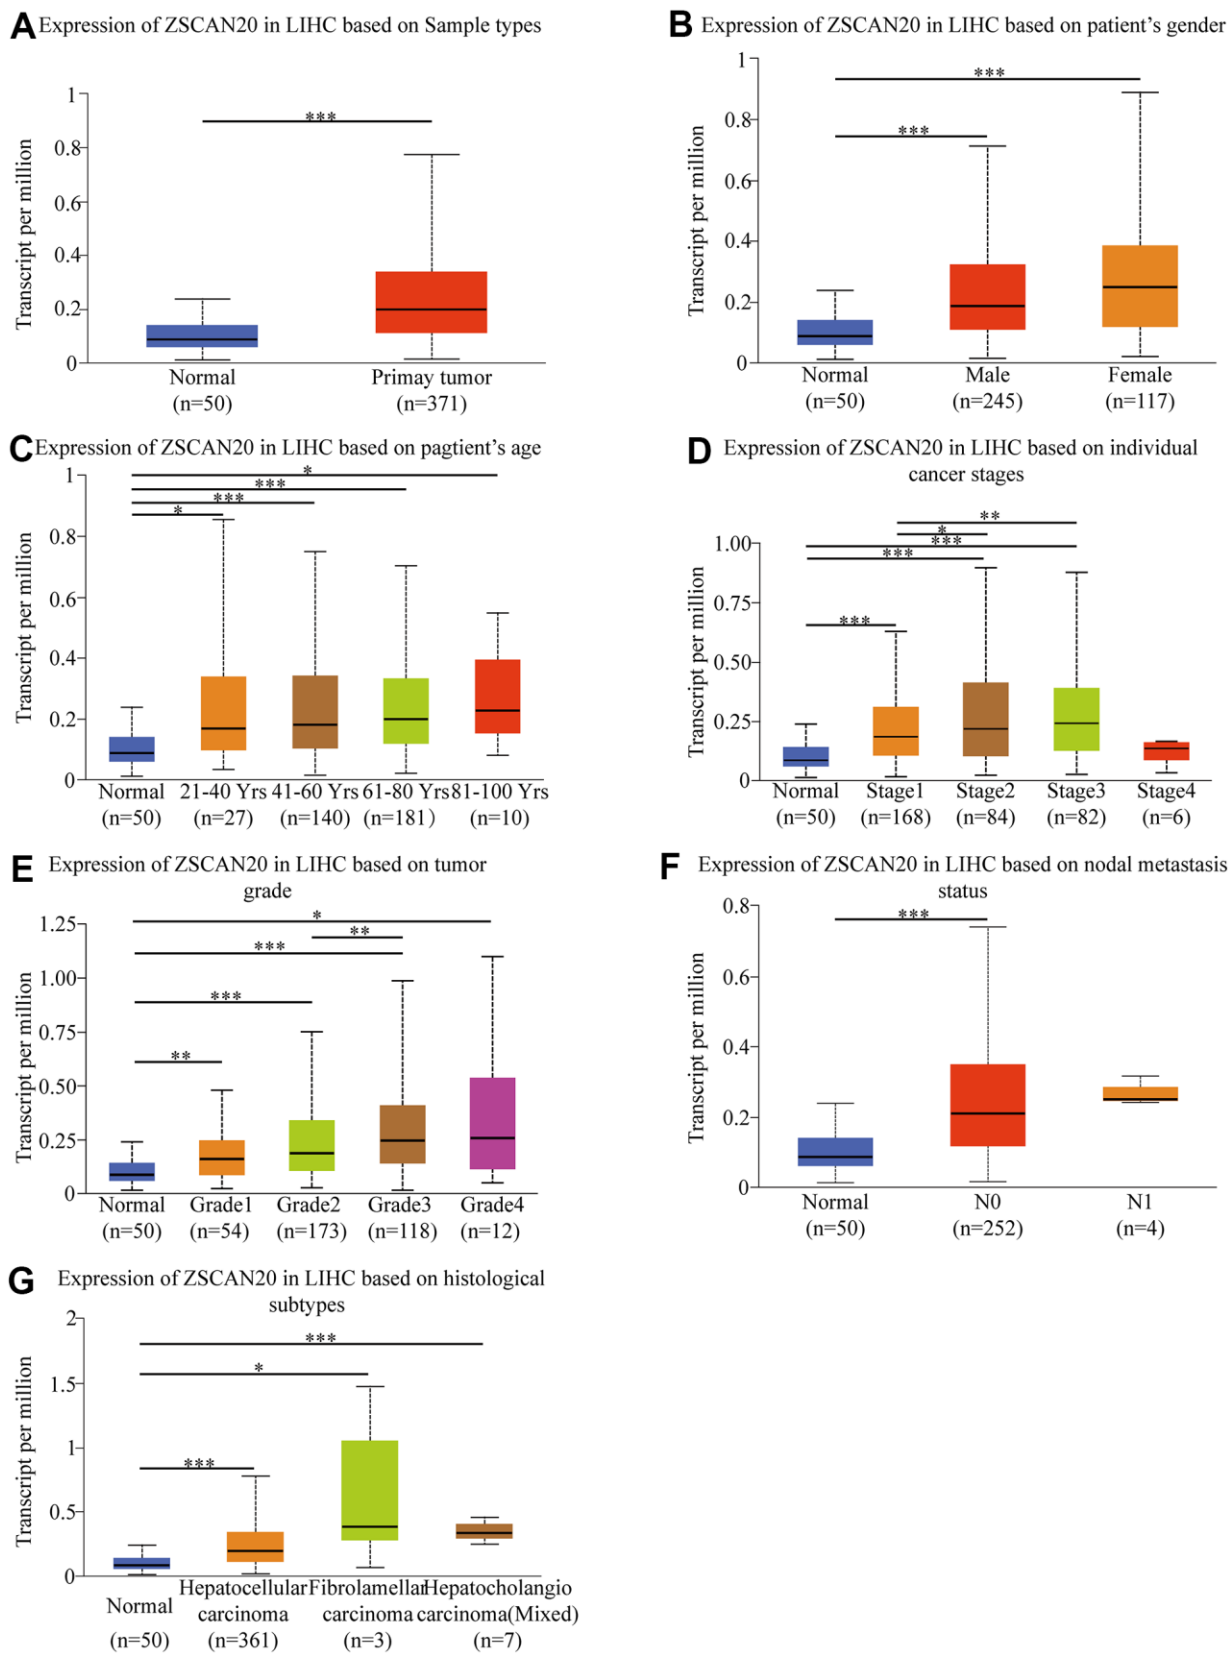 A Expression of ZSCAN20 in LIHC based on Sample types
Transcript per million
1
0.8
0.6
0.4
0.2
0
***
Normal
(n=50)
Primay tumor
(n=371)
B Expression of ZSCAN20 in LIHC based on patient's gender
Transcript per million
1
0.8
0.6
0.4
0.2
0
***
***
Normal
(n=50)
Male
(n=245)
Female
(n=117)
C Expression of ZSCAN20 in LIHC based on pagtient's age
Transcript per million
1
0.8
0.6
0.4
0.2
0
*
***
***
*
Normal
(n=50)
21-40 Yrs
(n=27)
41-60 Yrs
(n=140)
61-80 Yrs
(n=181)
81-100 Yrs
(n=10)
D Expression of ZSCAN20 in LIHC based on individual
cancer stages
Transcript per million
1.00
0.75
0.50
0.25
0
**
*
***
***
***
Normal
(n=50)
Stage1
(n=168)
Stage2
(n=84)
Stage3
(n=82)
Stage4
(n=6)
E Expression of ZSCAN20 in LIHC based on tumor
grade
Transcript per million
1.25
1.00
0.75
0.50
0.25
0
*
**
***
***
**
Normal
(n=50)
Grade1
(n=54)
Grade2
(n=173)
Grade3
(n=118)
Grade4
(n=12)
F Expression of ZSCAN20 in LIHC based on nodal metastasis
status
Transcript per million
0.8
0.6
0.4
0.2
0
***
Normal
(n=50)
N0
(n=252)
N1
(n=4)
G Expression of ZSCAN20 in LIHC based on histological
subtypes
Transcript per million
2
1.5
1
0.5
0
***
*
***
Normal
(n=50)
Hepatocellular
carcinoma
(n=361)
Fibrolamellar
carcinoma
(n=3)
Hepatocholangio
carcinoma(Mixed)
(n=7)